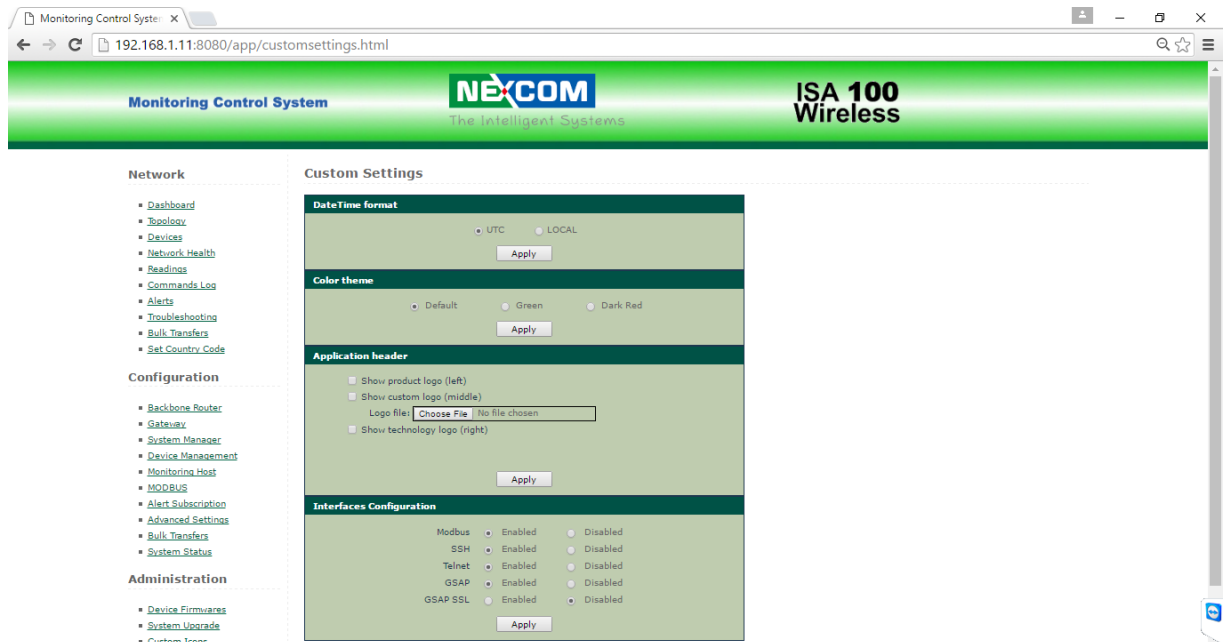 Monitoring Control System
192.168.1.11:8080/app/customsettings.html
Monitoring Control System
NEXCOM
The Intelligent Systems
ISA 100
Wireless
Network
Dashboard
Topology
Devices
Network Health
Readings
Commands Log
Alerts
Troubleshooting
Bulk Transfers
Set Country Code
Configuration
Backbone Router
Gateway
System Manager
Device Management
Monitoring Host
MODBUS
Alert Subscription
Advanced Settings
Bulk Transfers
System Status
Administration
Device Firmwares
System Upgrade
Custom Icons
Custom Settings
DateTime format
UTC LOCAL
Apply
Color theme
Default Green Dark Red
Apply
Application header
Show product logo (left)
Show custom logo (middle)
Logo file: Choose File No file chosen
Show technology logo (right)
Apply
Interfaces Configuration
Modbus Enabled Disabled
SSH Enabled Disabled
Telnet Enabled Disabled
GSAP Enabled Disabled
GSAP SSL Enabled Disabled
Apply